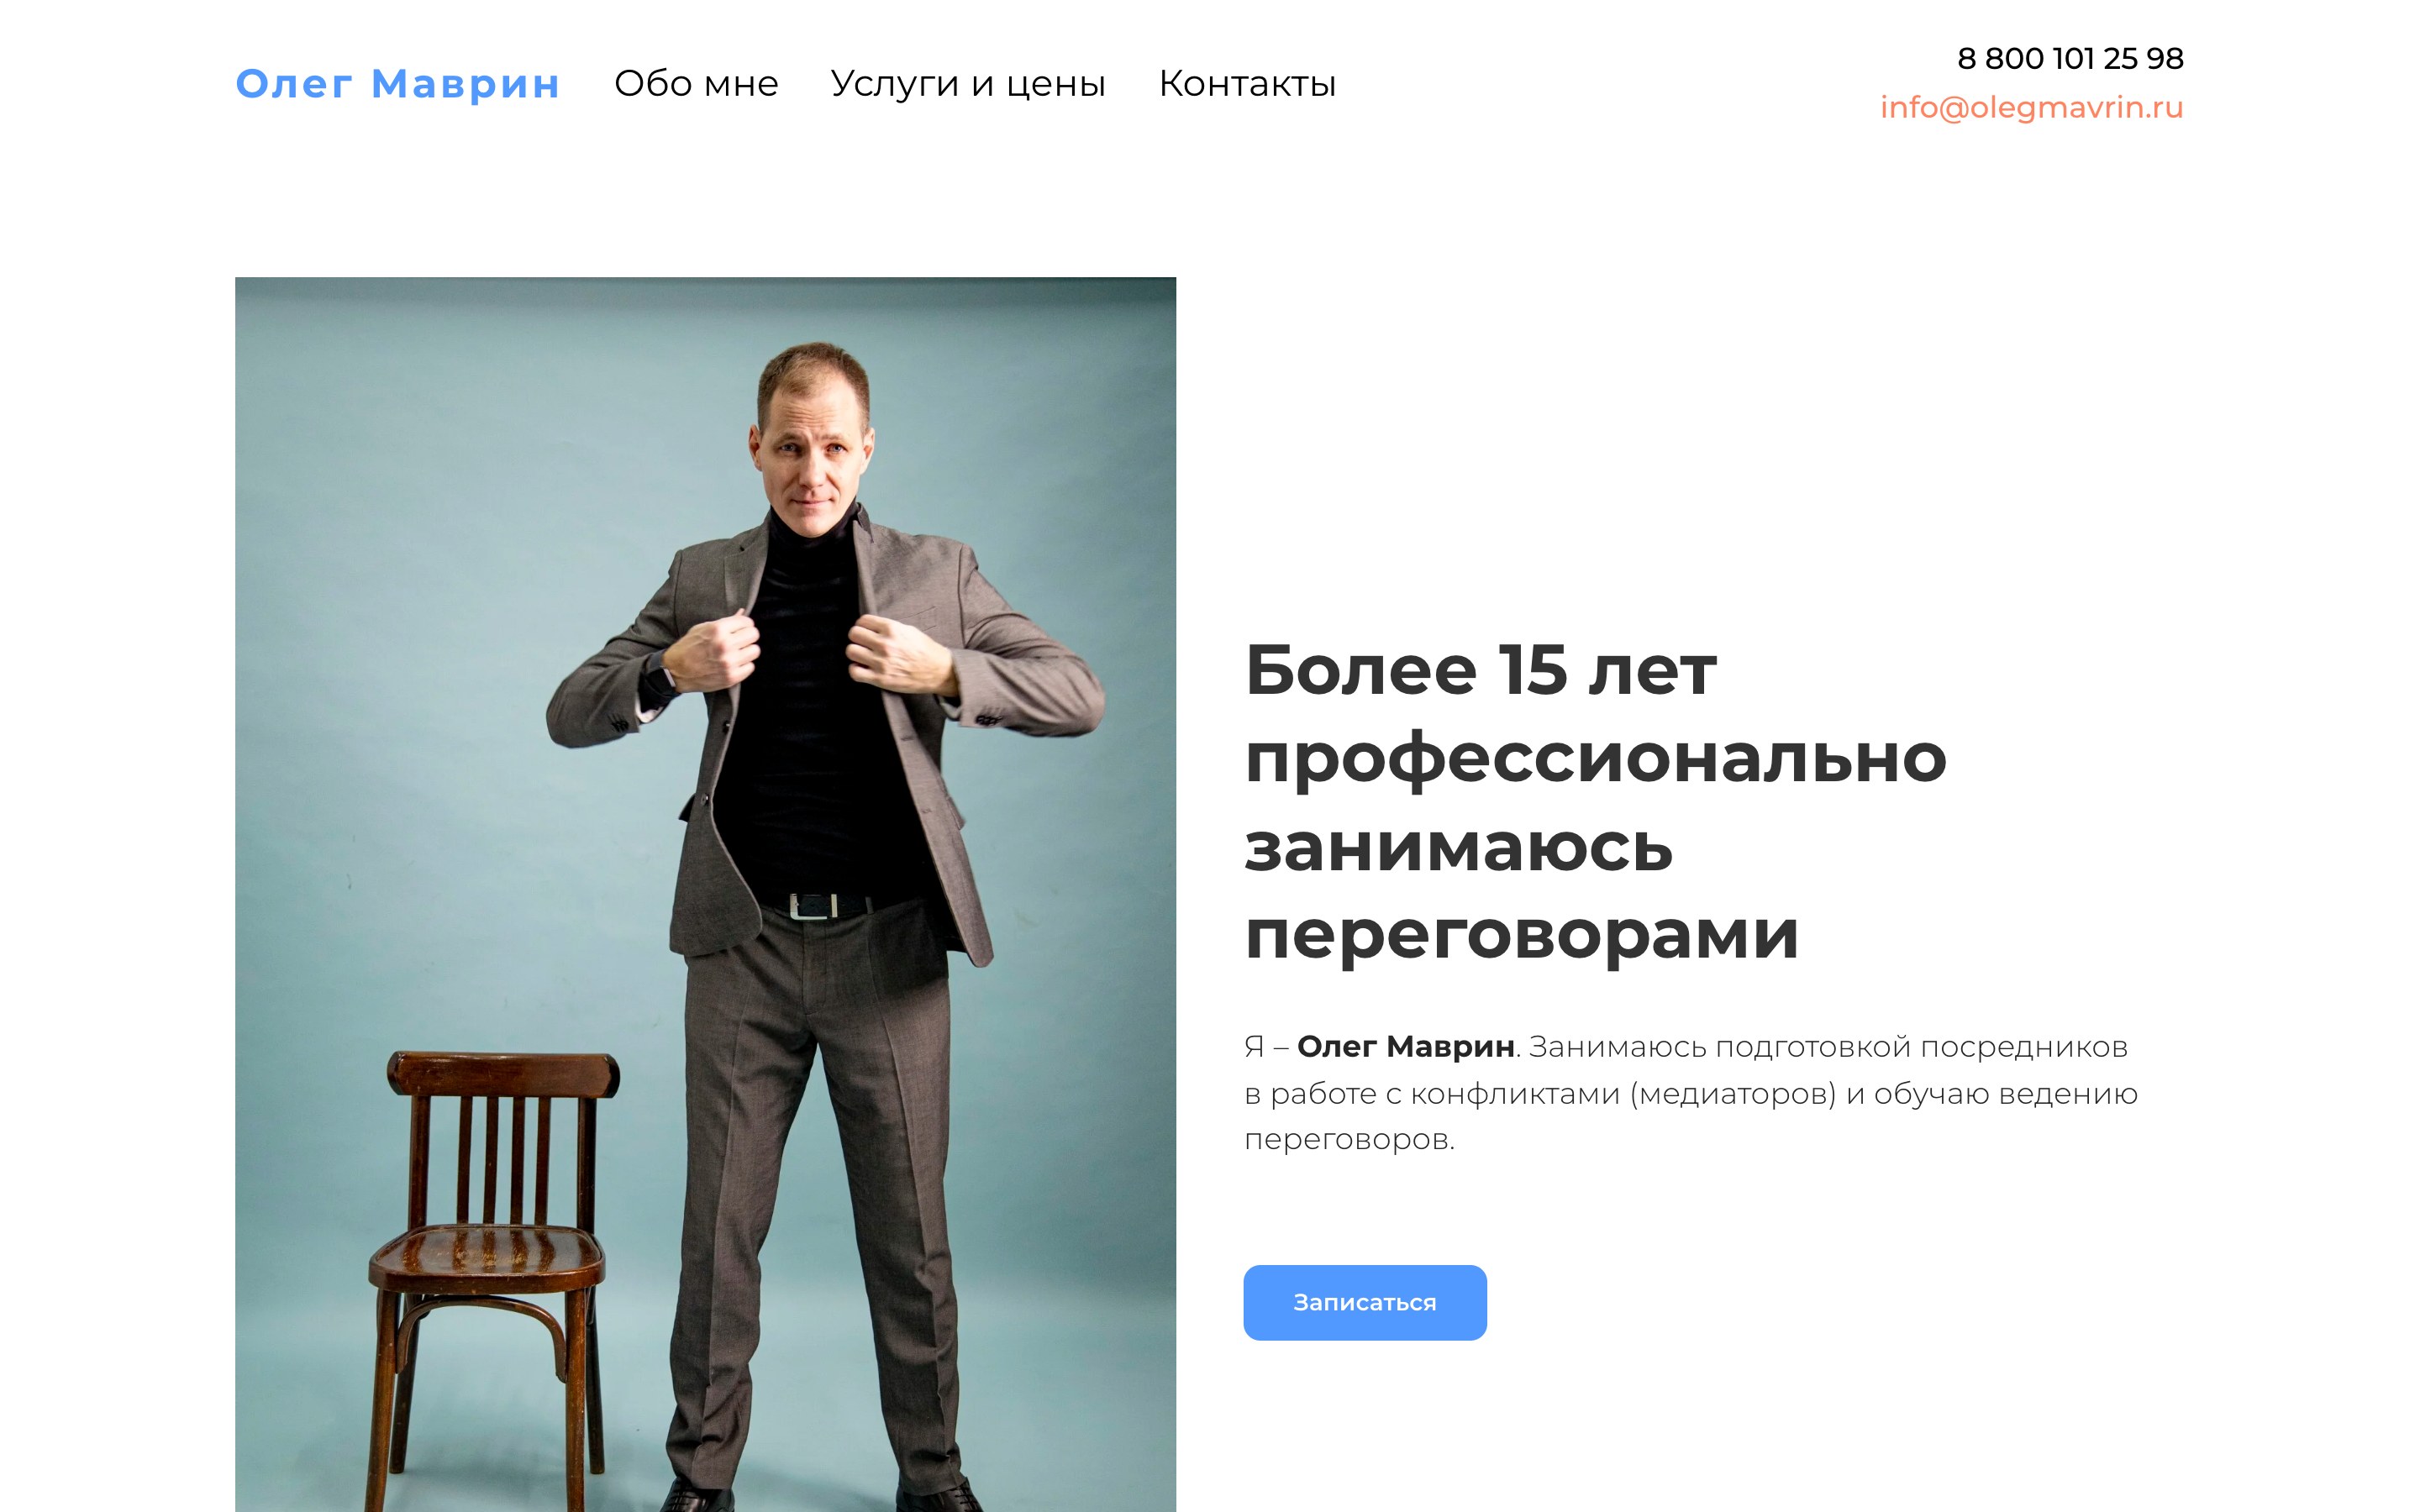 Олег Маврин
Обо мне
Услуги и цены
Контакты
8 800 101 25 98
info@olegmavrin.ru
Более 15 лет
профессионально
занимаюсь
переговорами
Я – Олег Маврин. Занимаюсь подготовкой посредников
в работе с конфликтами (медиаторов) и обучаю ведению
переговоров.
Записаться